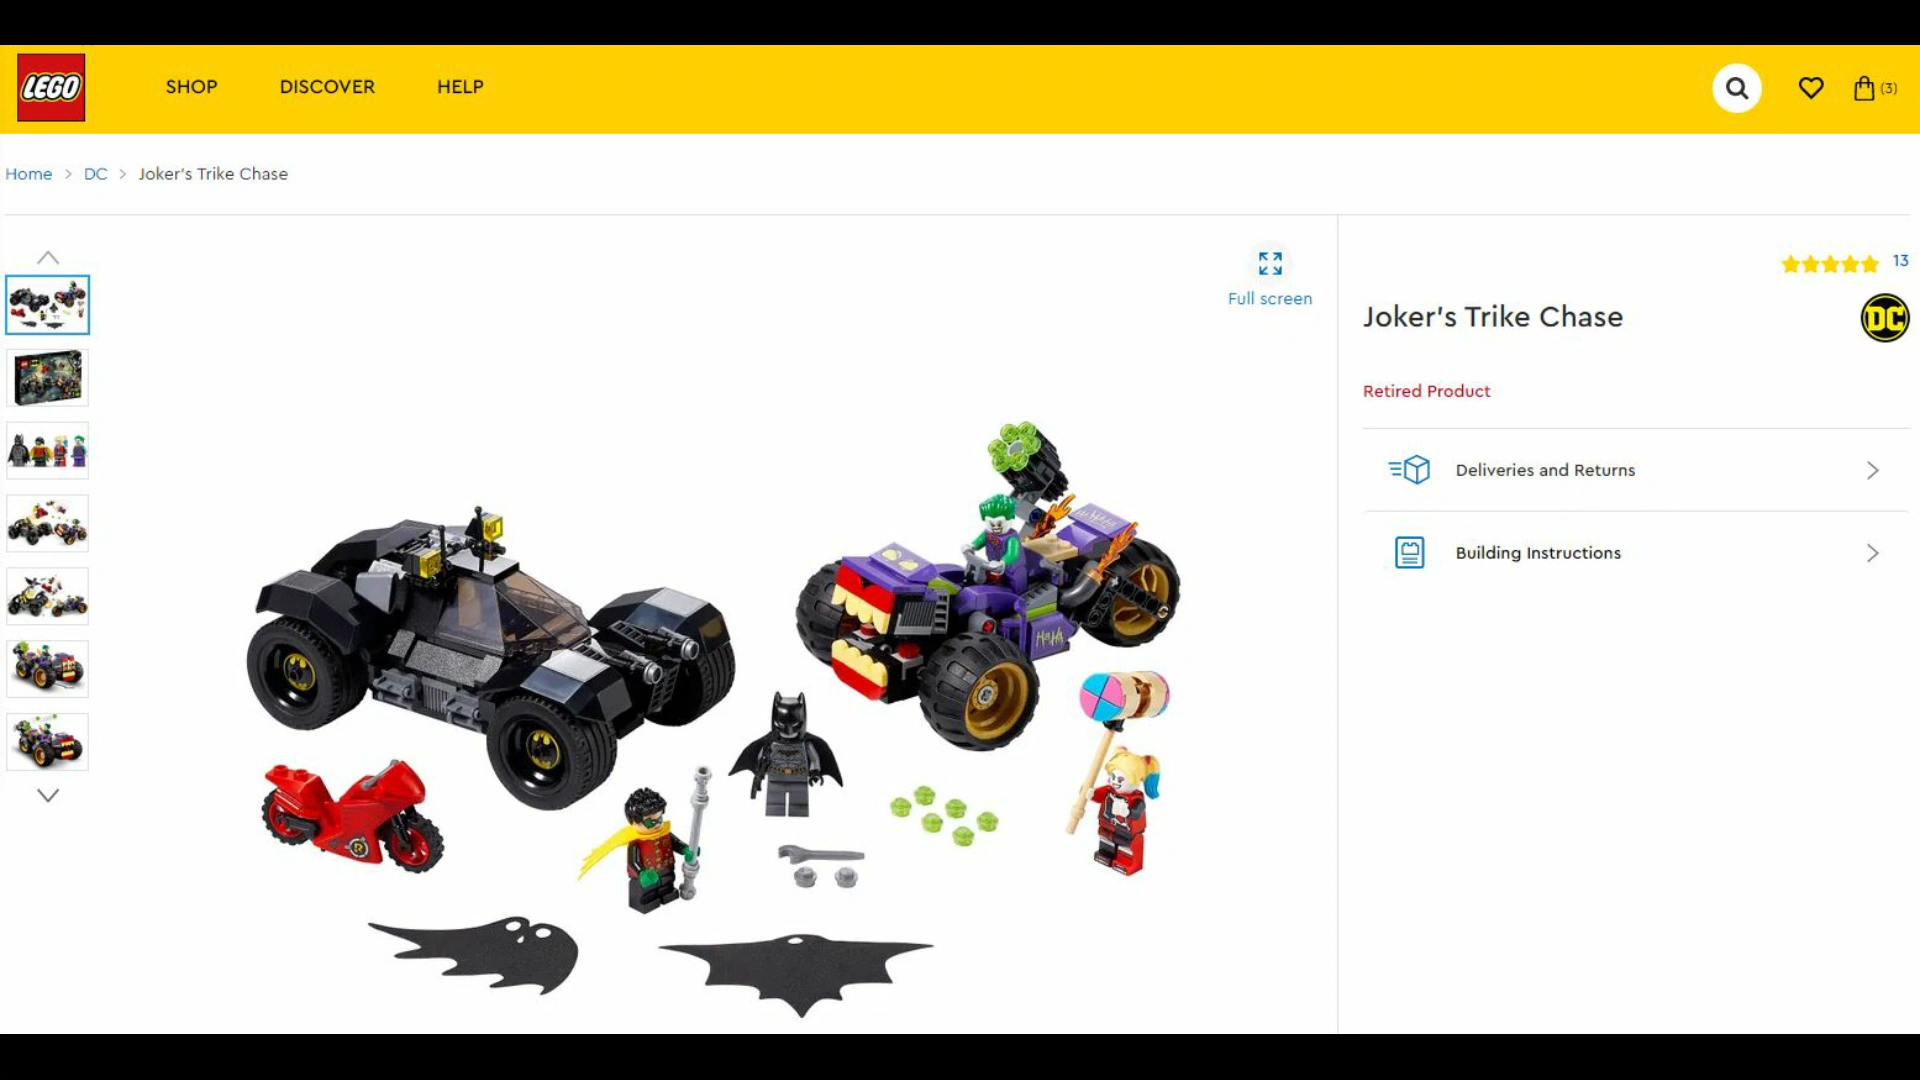 LEGO
SHOP
DISCOVER
HELP
(3)
Home > DC > Joker's Trike Chase
Full screen
13
Joker's Trike Chase
DC
Retired Product
Deliveries and Returns
Building Instructions
HaHA
R